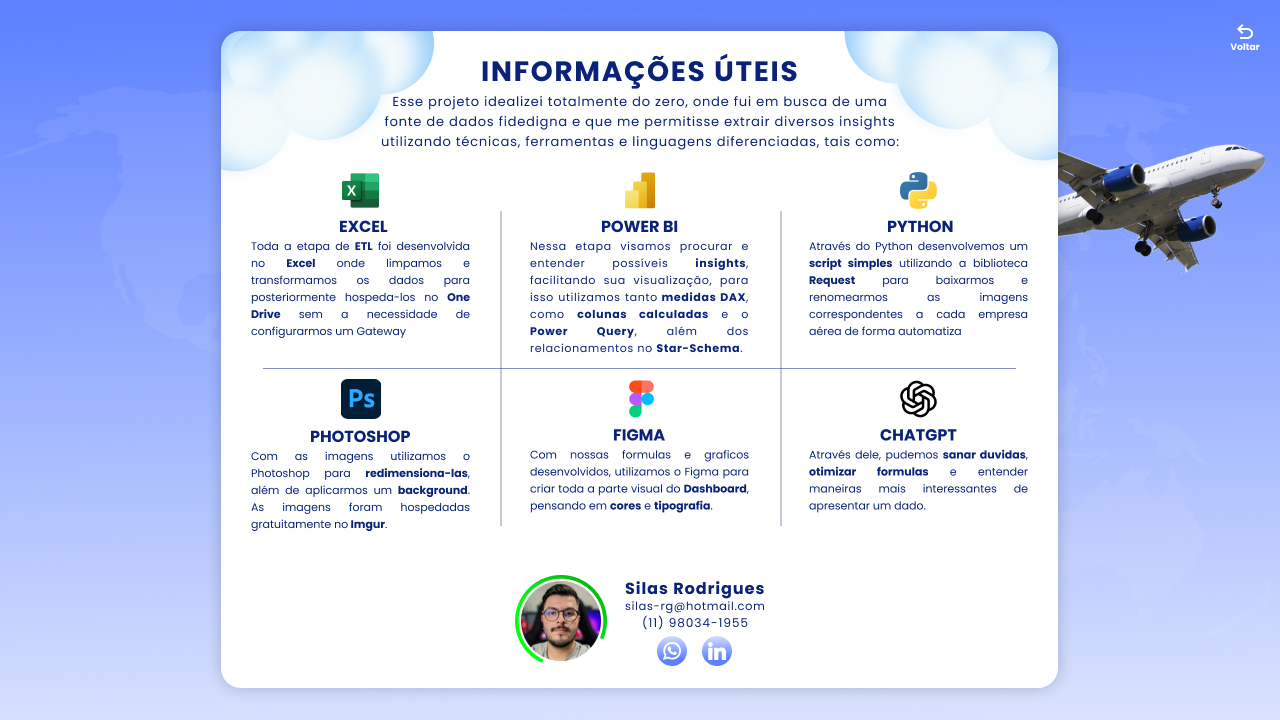 Voltar
INFORMAÇÕES ÚTEIS
Esse projeto idealizei totalmente do zero, onde fui em busca de uma
fonte de dados fidedigna e que me permitisse extrair diversos insights
utilizando técnicas, ferramentas e linguagens diferenciadas, tais como:
X
EXCEL
Toda a etapa de ETL foi desenvolvida
no Excel onde limpamos e
transformamos os dados para
posteriormente hospeda-los no One
Drive sem a necessidade de
configurarmos um Gateway
POWER BI
Nessa etapa visamos procurar e
entender possíveis insights,
facilitando sua visualização, para
isso utilizamos tanto medidas DAX,
como colunas calculadas e o
Power Query, além dos
relacionamentos no Star-Schema.
PYTHON
Através do Python desenvolvemos um
script simples utilizando a biblioteca
Request para baixarmos e
renomearmos as imagens
correspondentes a cada empresa
aérea de forma automatiza
Ps
PHOTOSHOP
Com as imagens utilizamos o
Photoshop para redimensiona-las,
além de aplicarmos um background.
As imagens foram hospedadas
gratuitamente no Imgur.
FIGMA
Com nossas formulas e graficos
desenvolvidos, utilizamos o Figma para
criar toda a parte visual do Dashboard,
pensando em cores e tipografia.
CHATGPT
Através dele, pudemos sanar duvidas,
otimizar formulas e entender
maneiras mais interessantes de
apresentar um dado.
Silas Rodrigues
silas-rg@hotmail.com
(11) 98034-1955
in